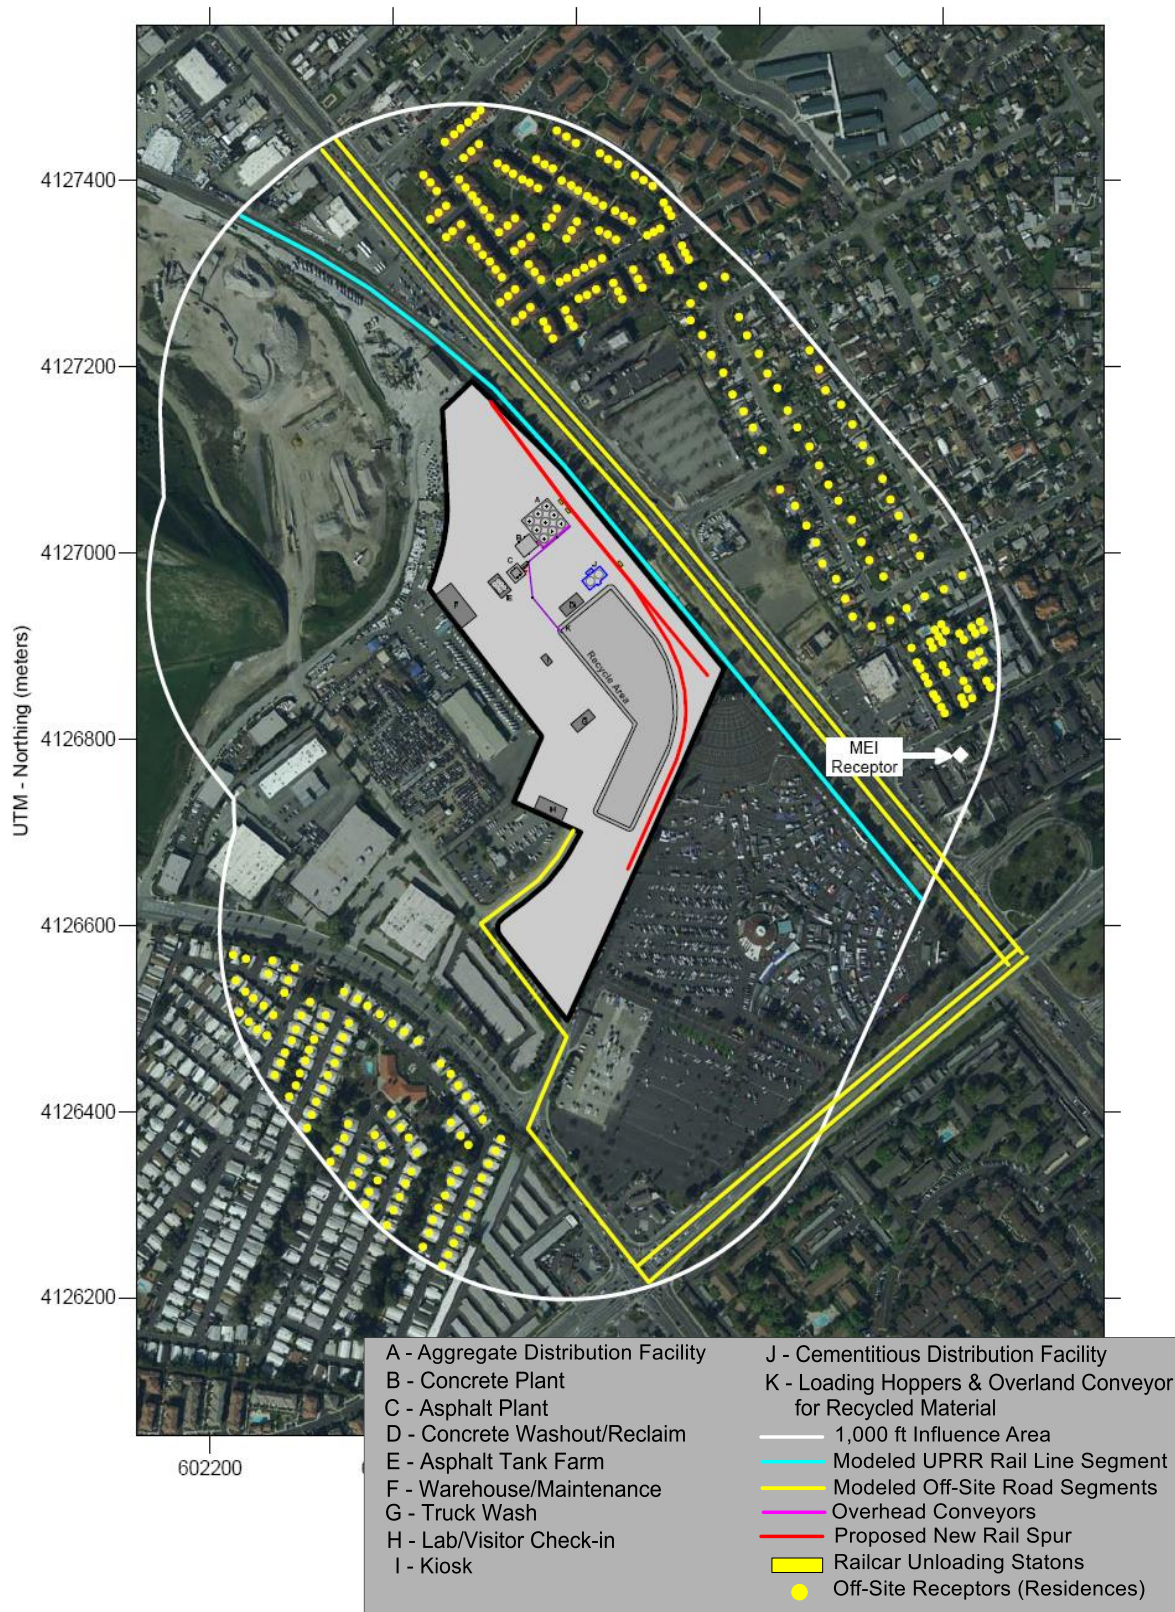 4127400
4127200
4127000
4126800
4126600
4126400
4126200
UTM - Northing (meters)
A
B
C
J
E
F
K
Recycle Area
G
H
MEI
Receptor
602200
A - Aggregate Distribution Facility
B - Concrete Plant
C - Asphalt Plant
D - Concrete Washout/Reclaim
E - Asphalt Tank Farm
F - Warehouse/Maintenance
G - Truck Wash
H - Lab/Visitor Check-in
I - Kiosk
J - Cementitious Distribution Facility
K - Loading Hoppers & Overland Conveyor
for Recycled Material
1,000 ft Influence Area
Modeled UPRR Rail Line Segment
Modeled Off-Site Road Segments
Overhead Conveyors
Proposed New Rail Spur
Railcar Unloading Statons
Off-Site Receptors (Residences)